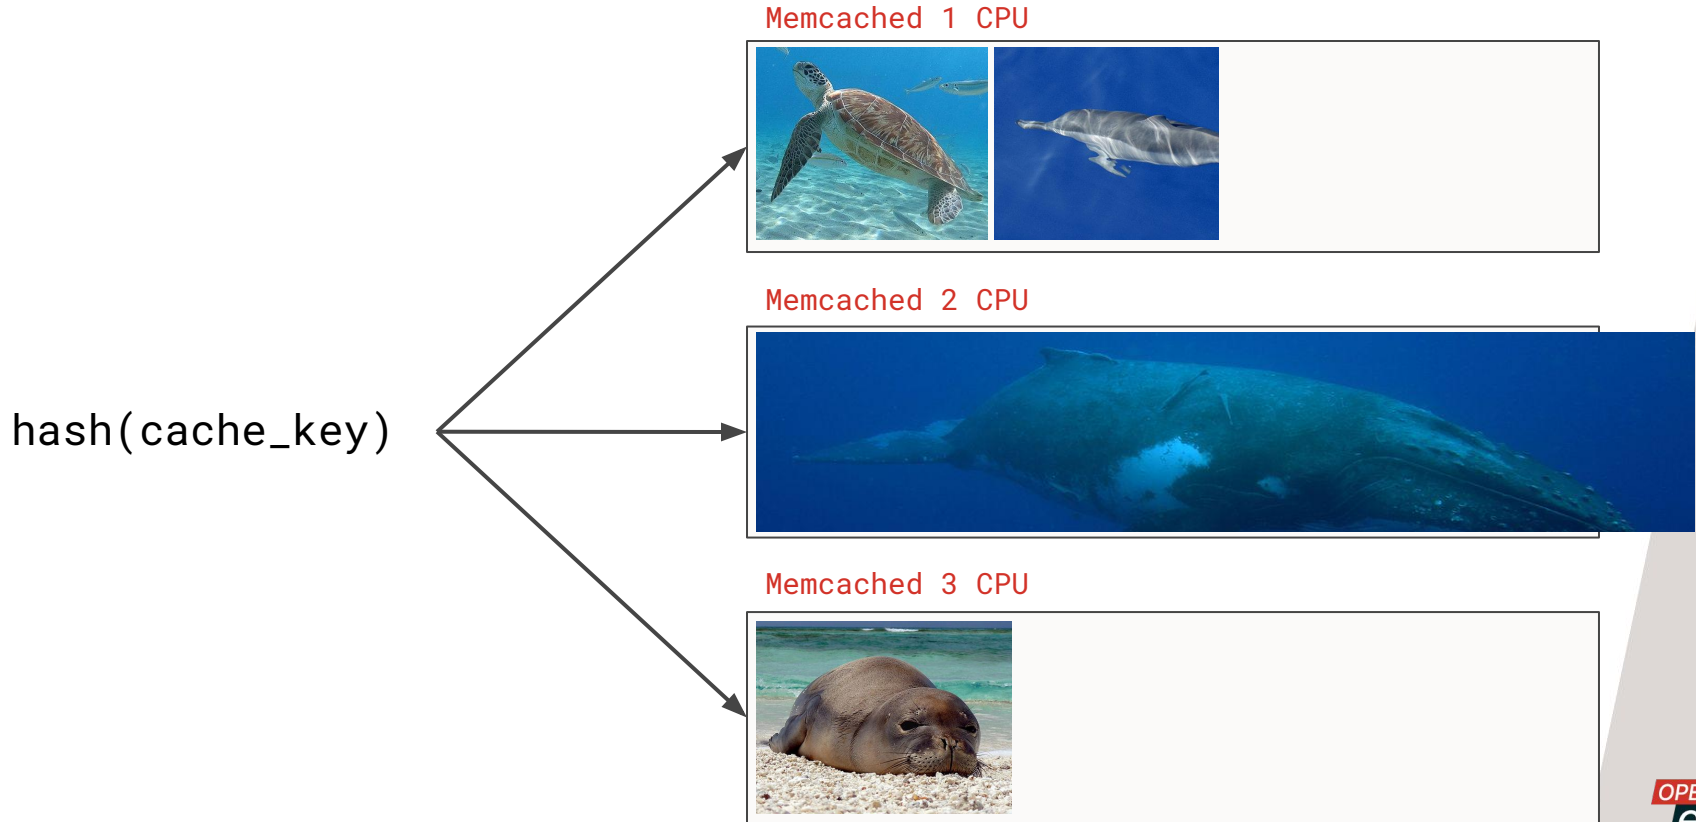 Memcached 1 CPU
Memcached 2 CPU
hash(cache_key)
Memcached 3 CPU